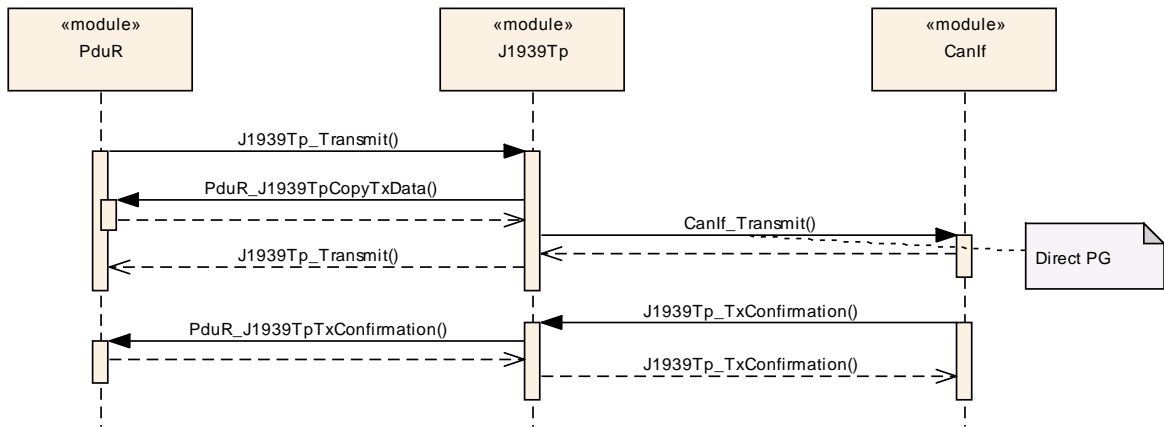 «module»
PduR
«module»
J1939Tp
«module»
CanIf
J1939Tp_Transmit()
PduR_J1939TpCopyTxData()
CanIf_Transmit()
J1939Tp_Transmit()
Direct PG
J1939Tp_TxConfirmation()
PduR_J1939TpTxConfirmation()
J1939Tp_TxConfirmation()